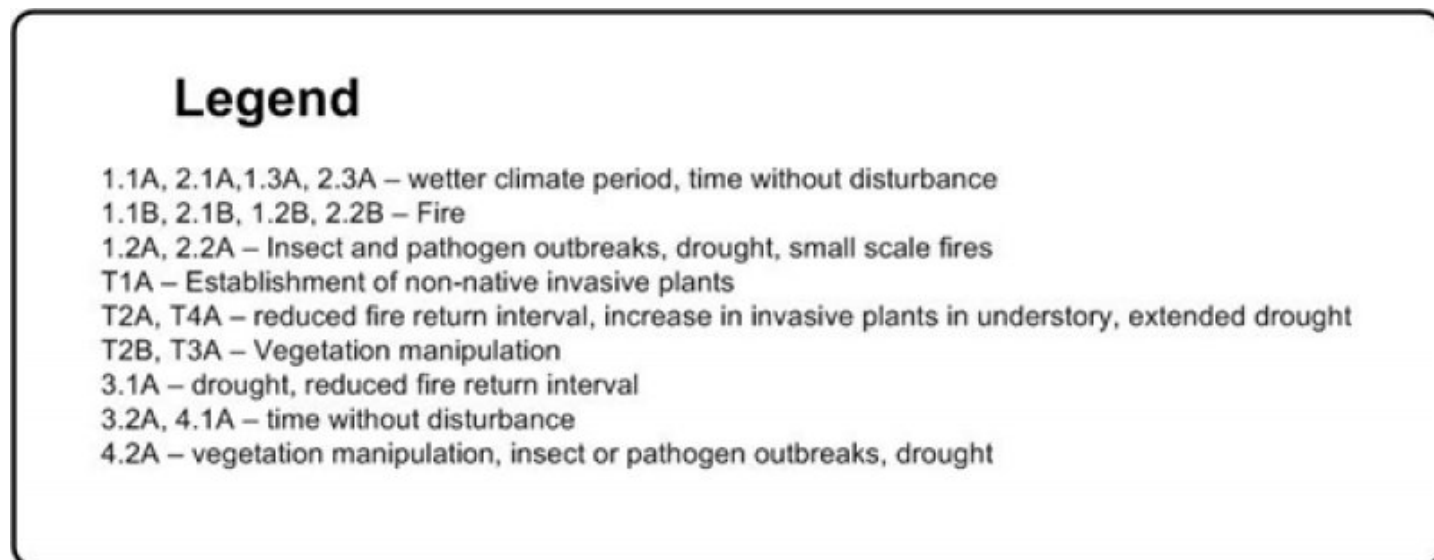 Legend
1.1A, 2.1A,1.3A, 2.3A – wetter climate period, time without disturbance
1.1B, 2.1B, 1.2B, 2.2B – Fire
1.2A, 2.2A – Insect and pathogen outbreaks, drought, small scale fires
T1A – Establishment of non-native invasive plants
T2A, T4A – reduced fire return interval, increase in invasive plants in understory, extended drought
T2B, T3A – Vegetation manipulation
3.1A – drought, reduced fire return interval
3.2A, 4.1A – time without disturbance
4.2A – vegetation manipulation, insect or pathogen outbreaks, drought